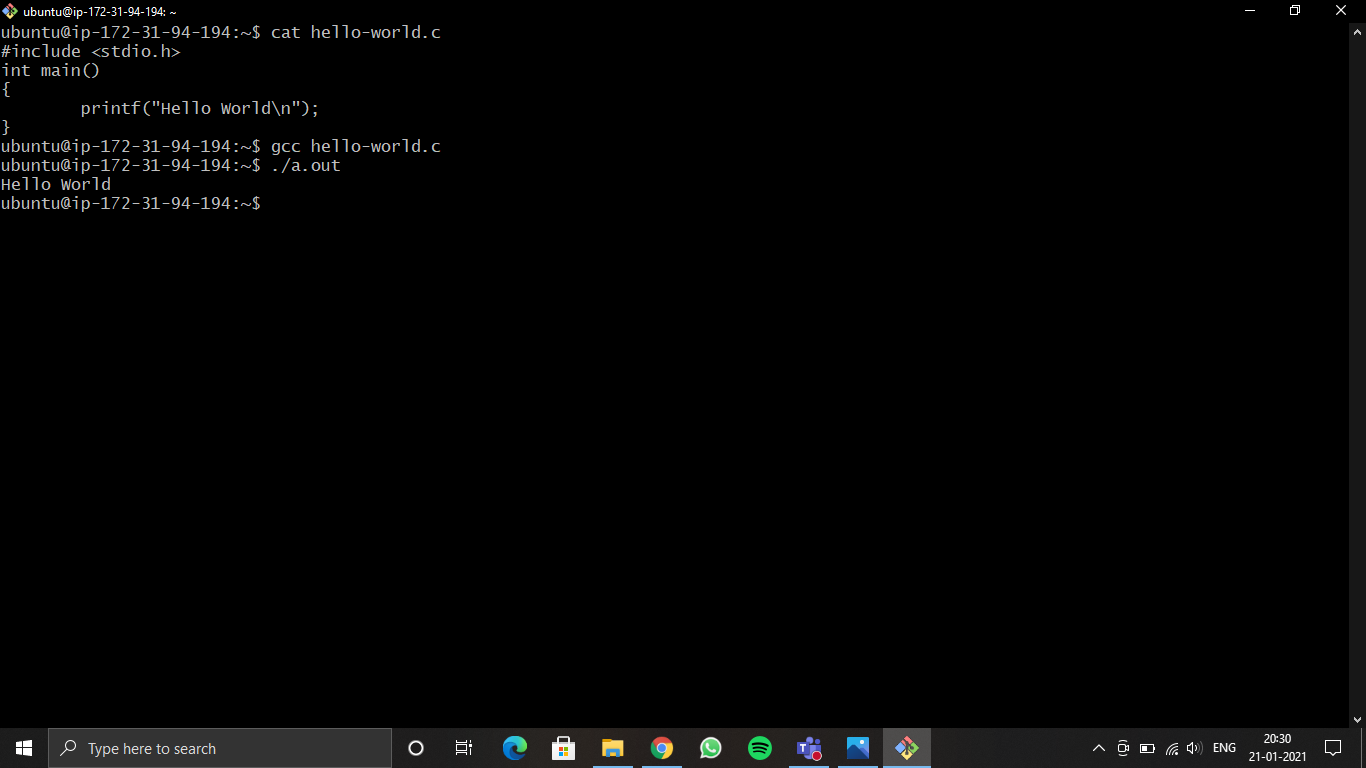 ubuntu@ip-172-31-94-194: ~
ubuntu@ip-172-31-94-194:~$ cat hello-world.c
#include <stdio.h>
int main()
{
        printf("Hello World\n");
}
ubuntu@ip-172-31-94-194:~$ gcc hello-world.c
ubuntu@ip-172-31-94-194:~$ ./a.out
Hello World
ubuntu@ip-172-31-94-194:~$
Type here to search
ENG
20:30
21-01-2021